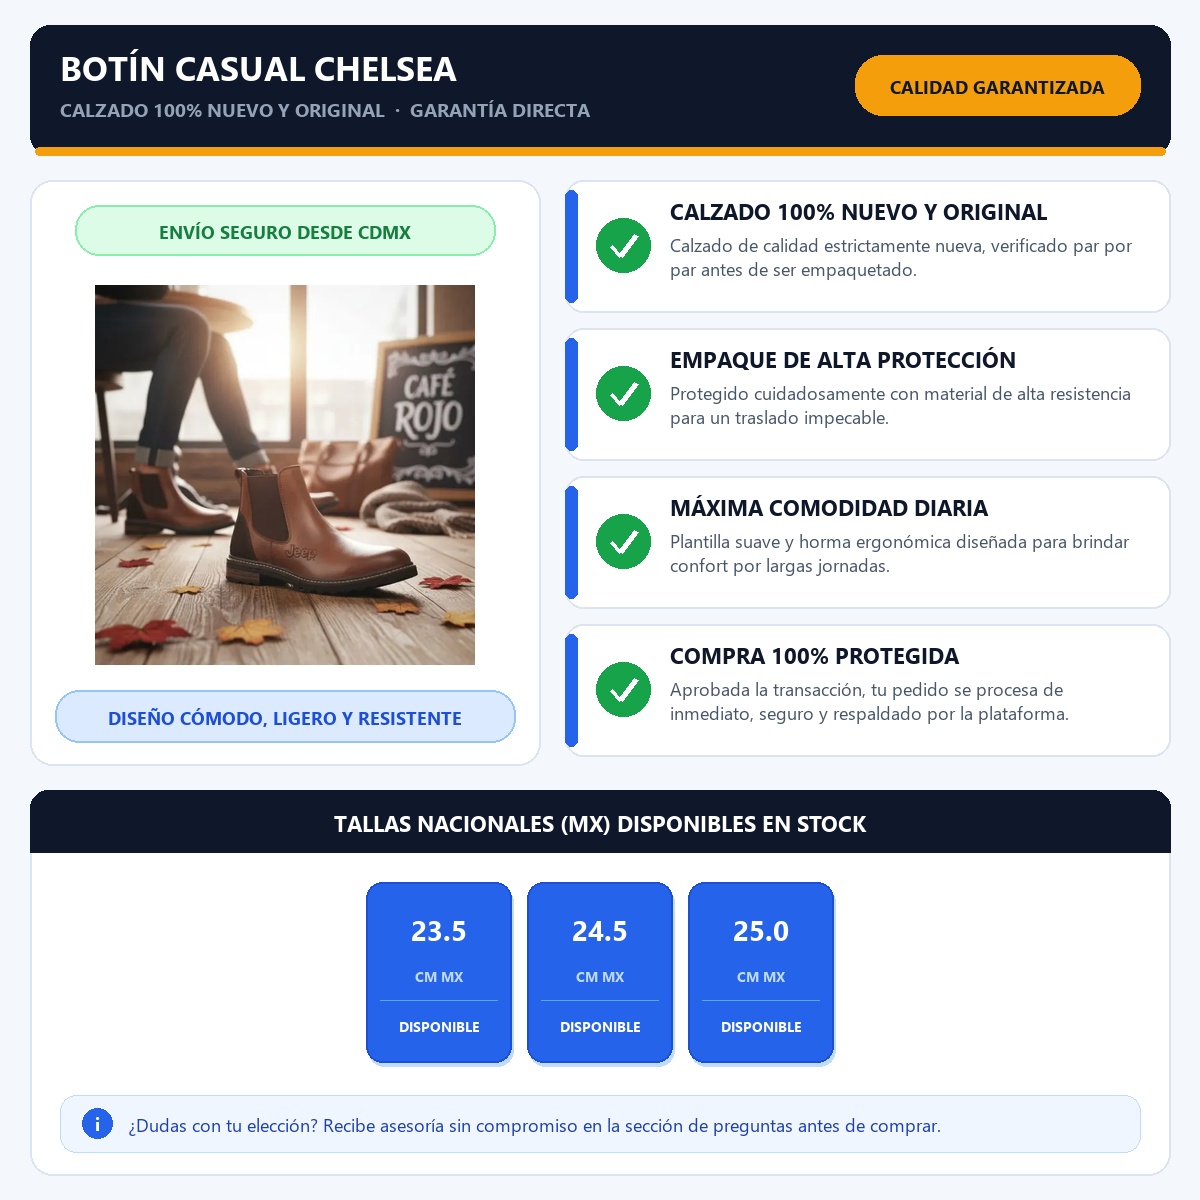 BOTÍN CASUAL CHELSEA
CALZADO 100% NUEVO Y ORIGINAL · GARANTÍA DIRECTA
CALIDAD GARANTIZADA
ENVÍO SEGURO DESDE CDMX
CAFÉ
ROJO
Jeep
DISEÑO CÓMODO, LIGERO Y RESISTENTE
CALZADO 100% NUEVO Y ORIGINAL
Calzado de calidad estrictamente nueva, verificado par por
par antes de ser empaquetado.
EMPAQUE DE ALTA PROTECCIÓN
Protegido cuidadosamente con material de alta resistencia
para un traslado impecable.
MÁXIMA COMODIDAD DIARIA
Plantilla suave y horma ergonómica diseñada para brindar
confort por largas jornadas.
COMPRA 100% PROTEGIDA
Aprobada la transacción, tu pedido se procesa de
inmediato, seguro y respaldado por la plataforma.
TALLAS NACIONALES (MX) DISPONIBLES EN STOCK
23.5
CM MX
DISPONIBLE
24.5
CM MX
DISPONIBLE
25.0
CM MX
DISPONIBLE
¿Dudas con tu elección? Recibe asesoría sin compromiso en la sección de preguntas antes de comprar.